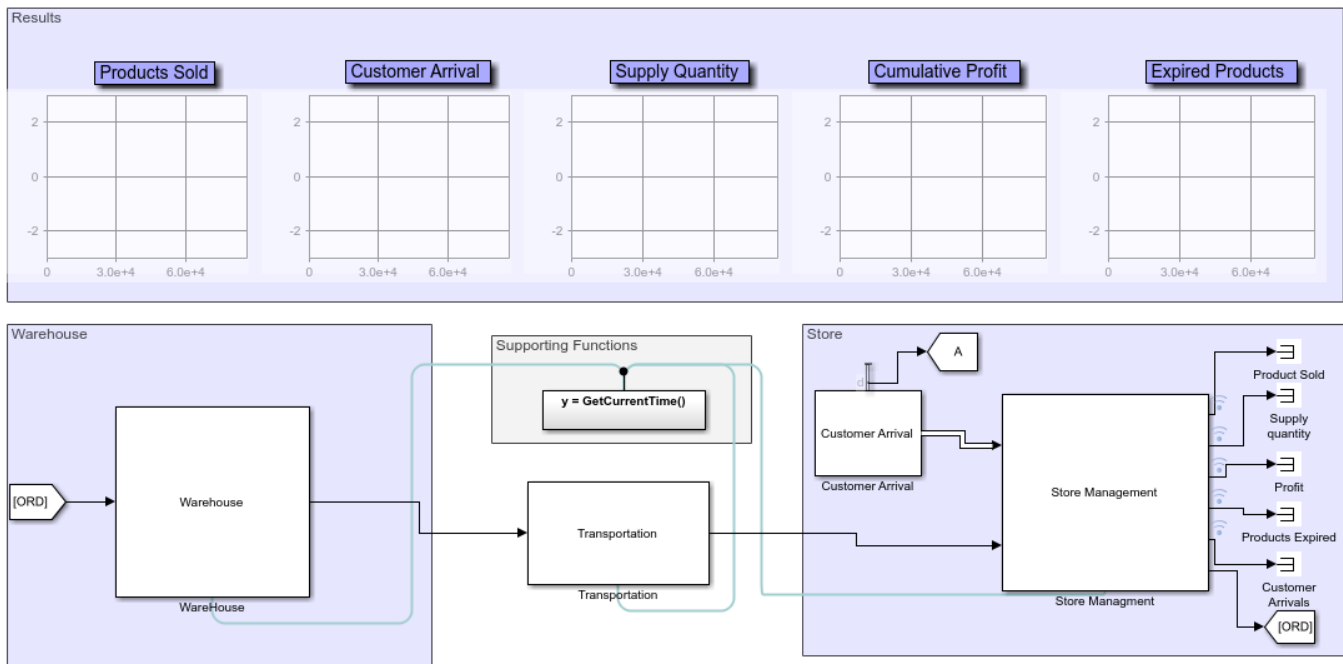 Results
Products Sold
Customer Arrival
Supply Quantity
Cumulative Profit
Expired Products
2
0
-2
0 3.0e+4 6.0e+4
2
0
-2
0 3.0e+4 6.0e+4
2
0
-2
0 3.0e+4 6.0e+4
2
0
-2
0 3.0e+4 6.0e+4
2
0
-2
0 3.0e+4 6.0e+4
Warehouse
[ORD]
Warehouse
WareHouse
Supporting Functions
y = GetCurrentTime()
Transportation
Transportation
Store
d
A
Customer Arrival
Customer Arrival
Store Management
Store Managment
Product Sold
Supply
quantity
Profit
Products Expired
Customer
Arrivals
[ORD]